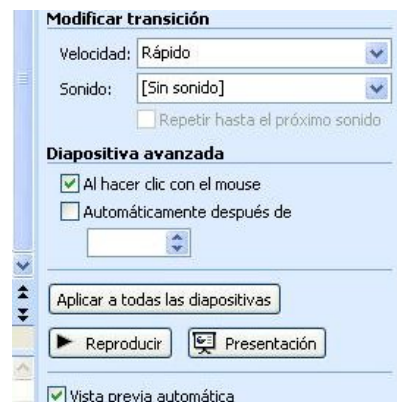 Modificar transición
Velocidad: Rápido
Sonido: [Sin sonido]
Repetir hasta el próximo sonido
Diapositiva avanzada
Al hacer clic con el mouse
Automáticamente después de
Aplicar a todas las diapositivas
Reproducir Presentación
Vista previa automática